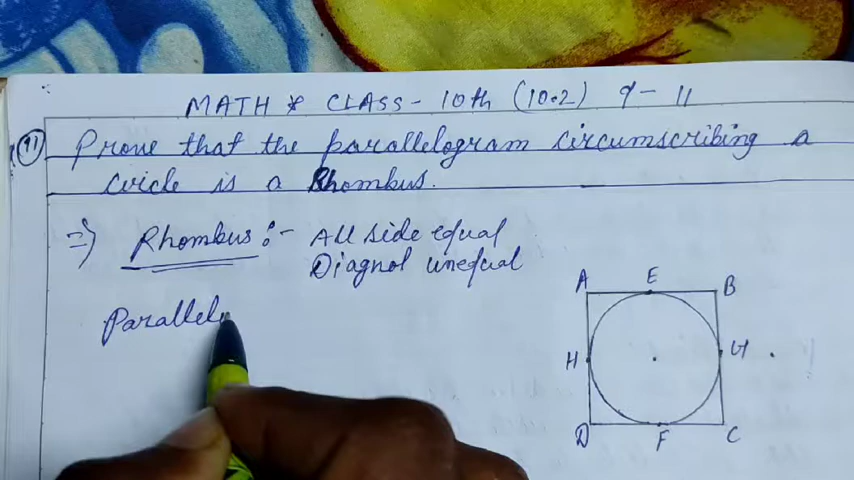 MATH * CLASS - 10th (10.2) 9 - 11
(11) Prove that the parallelogram circumscribing a
circle is a Rhombus.
=> Rhombus :- All side equal
Diagnol unequal
Parallel
A E B
H G
D F C